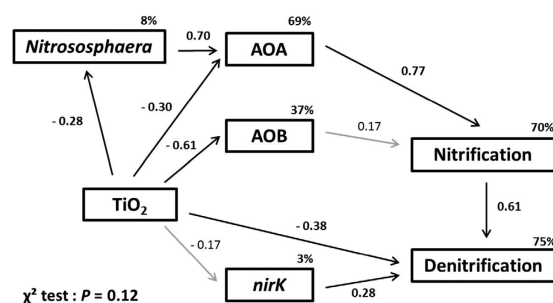 8%
Nitrososphaera
0.70
69%
AOA
0.77
- 0.28
- 0.30
37%
AOB
0.17
70%
Nitrification
- 0.61
TiO₂
0.61
- 0.38
- 0.17
75%
Denitrification
3%
nirK
0.28
χ² test : P = 0.12